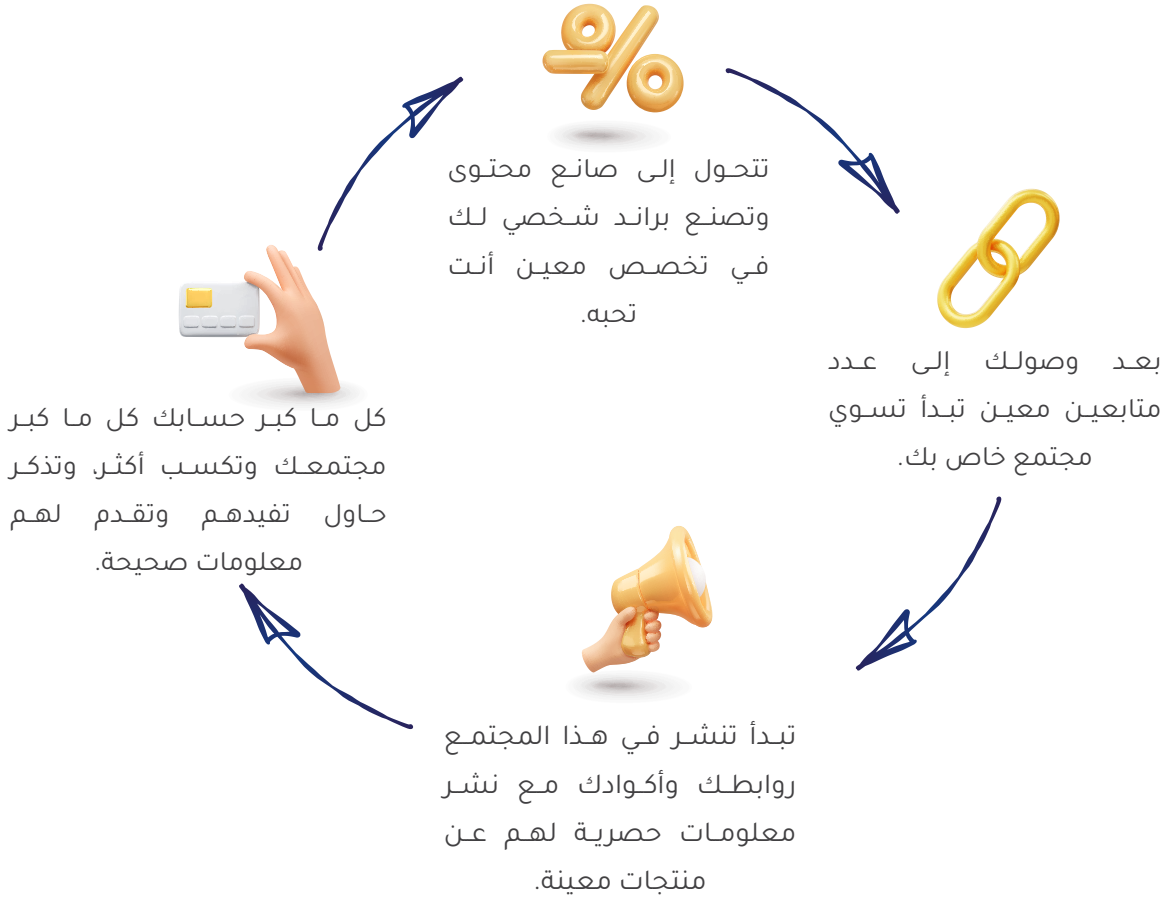 تتحول إلى صانع محتوى
وتصنع براند شخصي لك
في تخصص معين أنت
تحبه.
بعد وصولك إلى عدد
متابعين معين تبدأ تسوي
مجتمع خاص بك.
تبدأ تنشر في هذا المجتمع
روابطك وأكوادك مع نشر
معلومات حصرية لهم عن
منتجات معينة.
كل ما كبر حسابك كل ما كبر
مجتمعك وتكسب أكثر، وتذكر
حاول تفيدهم وتقدم لهم
معلومات صحيحة.